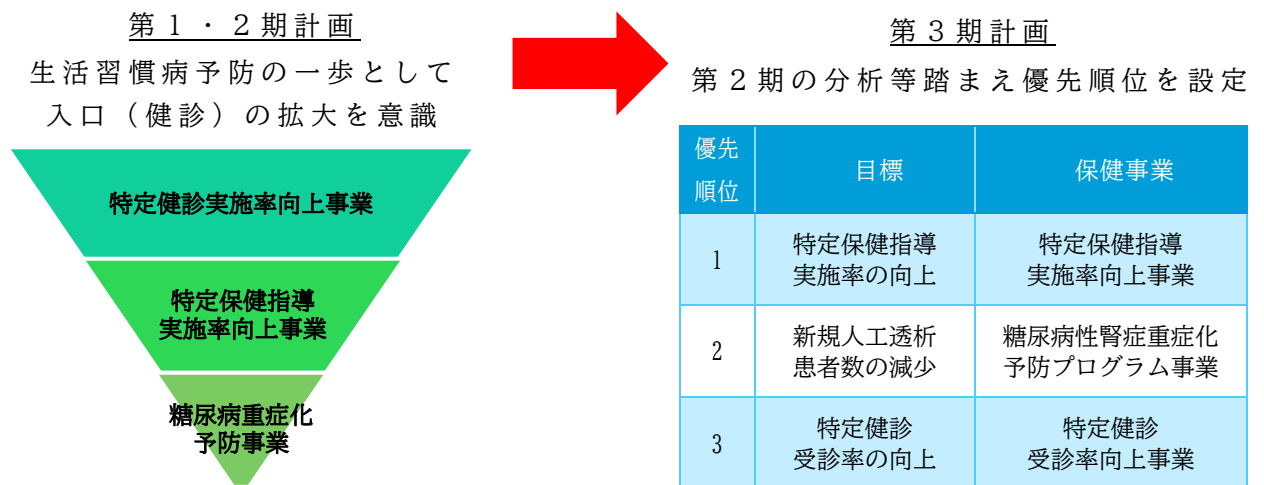 第１・２期計画
生活習慣病予防の一歩として
入口（健診）の拡大を意識
特定健診実施率向上事業
特定保健指導
実施率向上事業
糖尿病重症化
予防事業
第３期計画
第２期の分析等踏まえ優先順位を設定
優先
順位
目標
保健事業
1
特定保健指導
実施率の向上
特定保健指導
実施率向上事業
2
新規人工透析
患者数の減少
糖尿病性腎症重症化
予防プログラム事業
3
特定健診
受診率の向上
特定健診
受診率向上事業